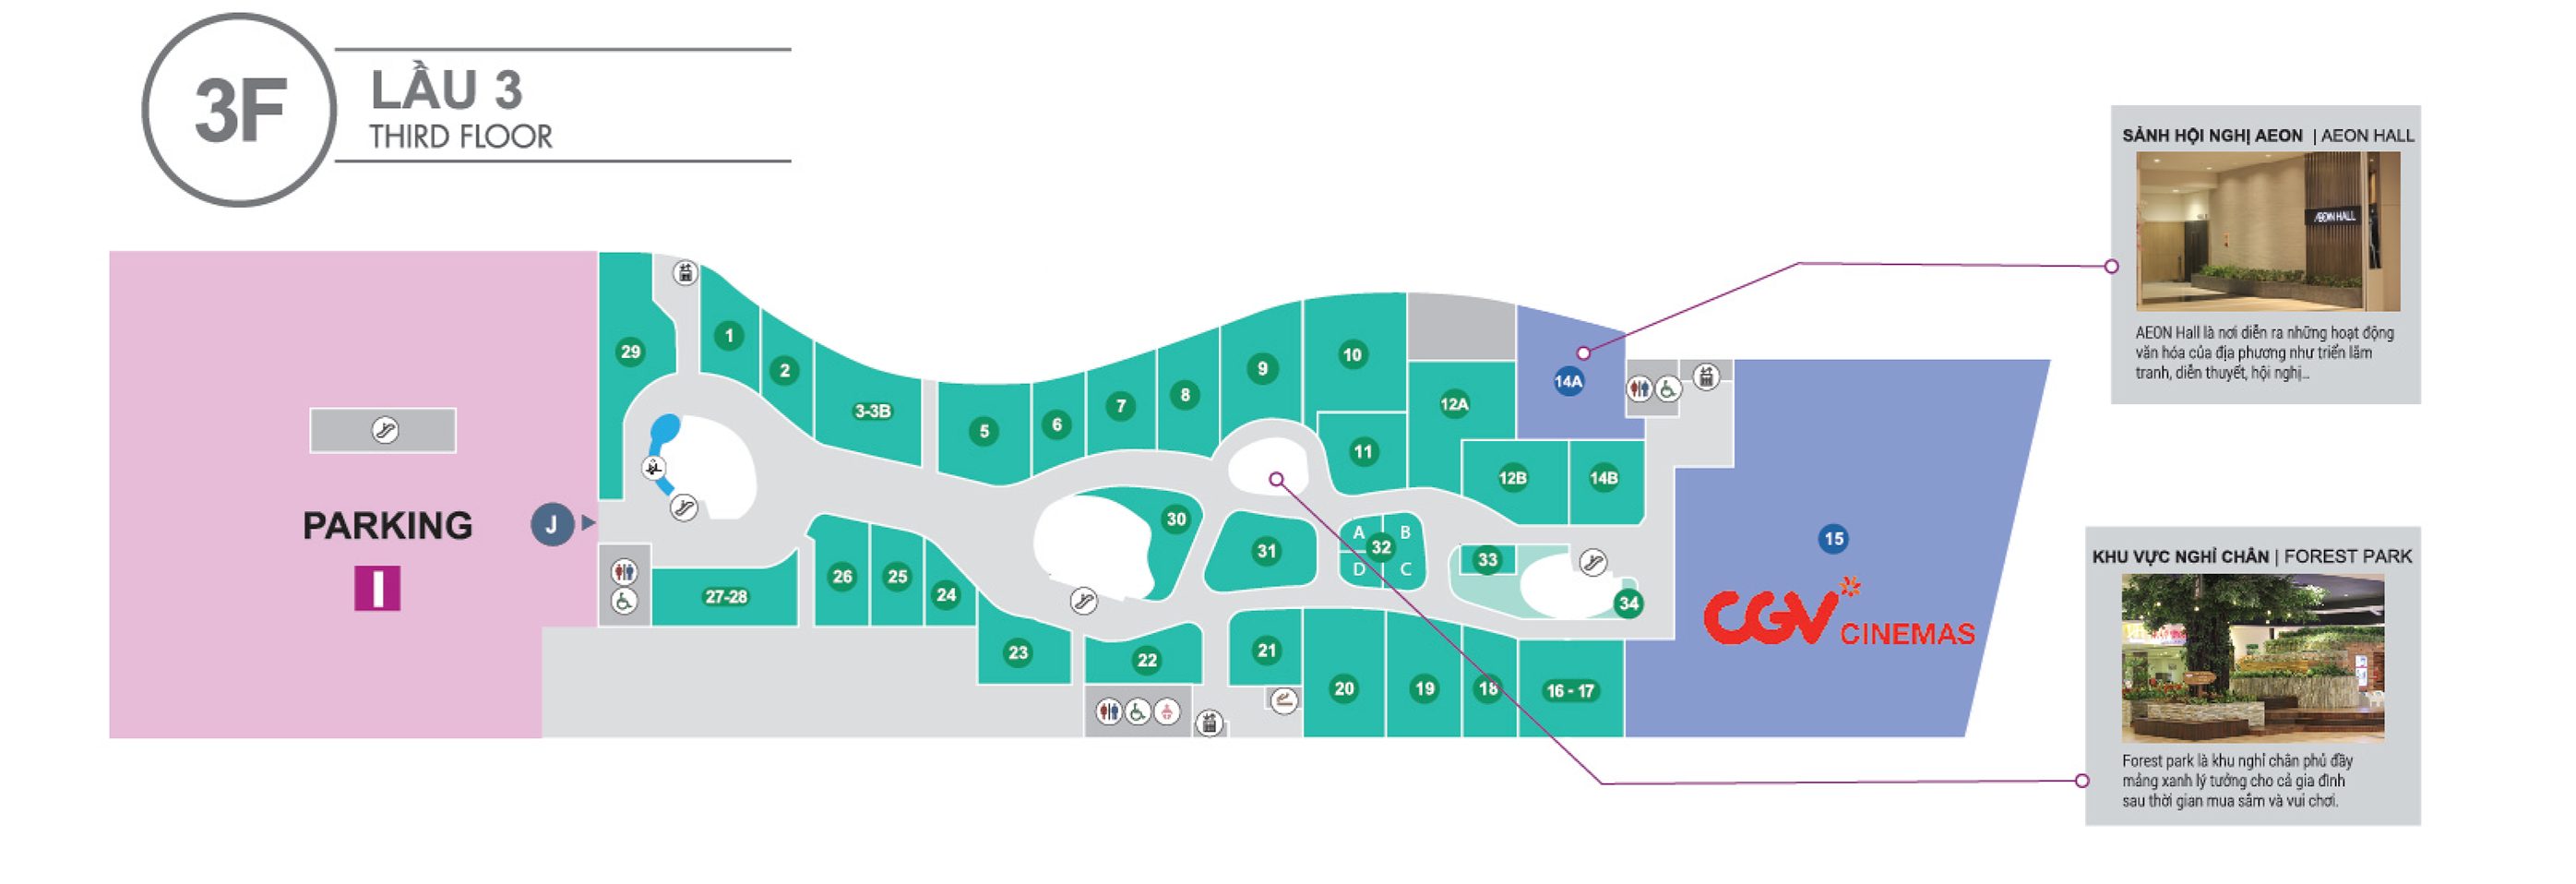 3F
LẦU 3
THIRD FLOOR
SẢNH HỘI NGHỊ AEON | AEON HALL
AEON HALL
AEON Hall là nơi diễn ra những hoạt động
văn hóa của địa phương như triển lãm
tranh, diễn thuyết, hội nghị...
29
1
2
3-3B
5
6
7
8
9
10
11
12A
14A
12B
14B
PARKING
I
J
30
31
A
B
32
D
C
33
34
15
CGV CINEMAS
27-28
26
25
24
23
22
21
20
19
18
16 - 17
KHU VỰC NGHỈ CHÂN | FOREST PARK
Forest park là khu nghỉ chân phủ đầy
mảng xanh lý tưởng cho cả gia đình
sau thời gian mua sắm và vui chơi.